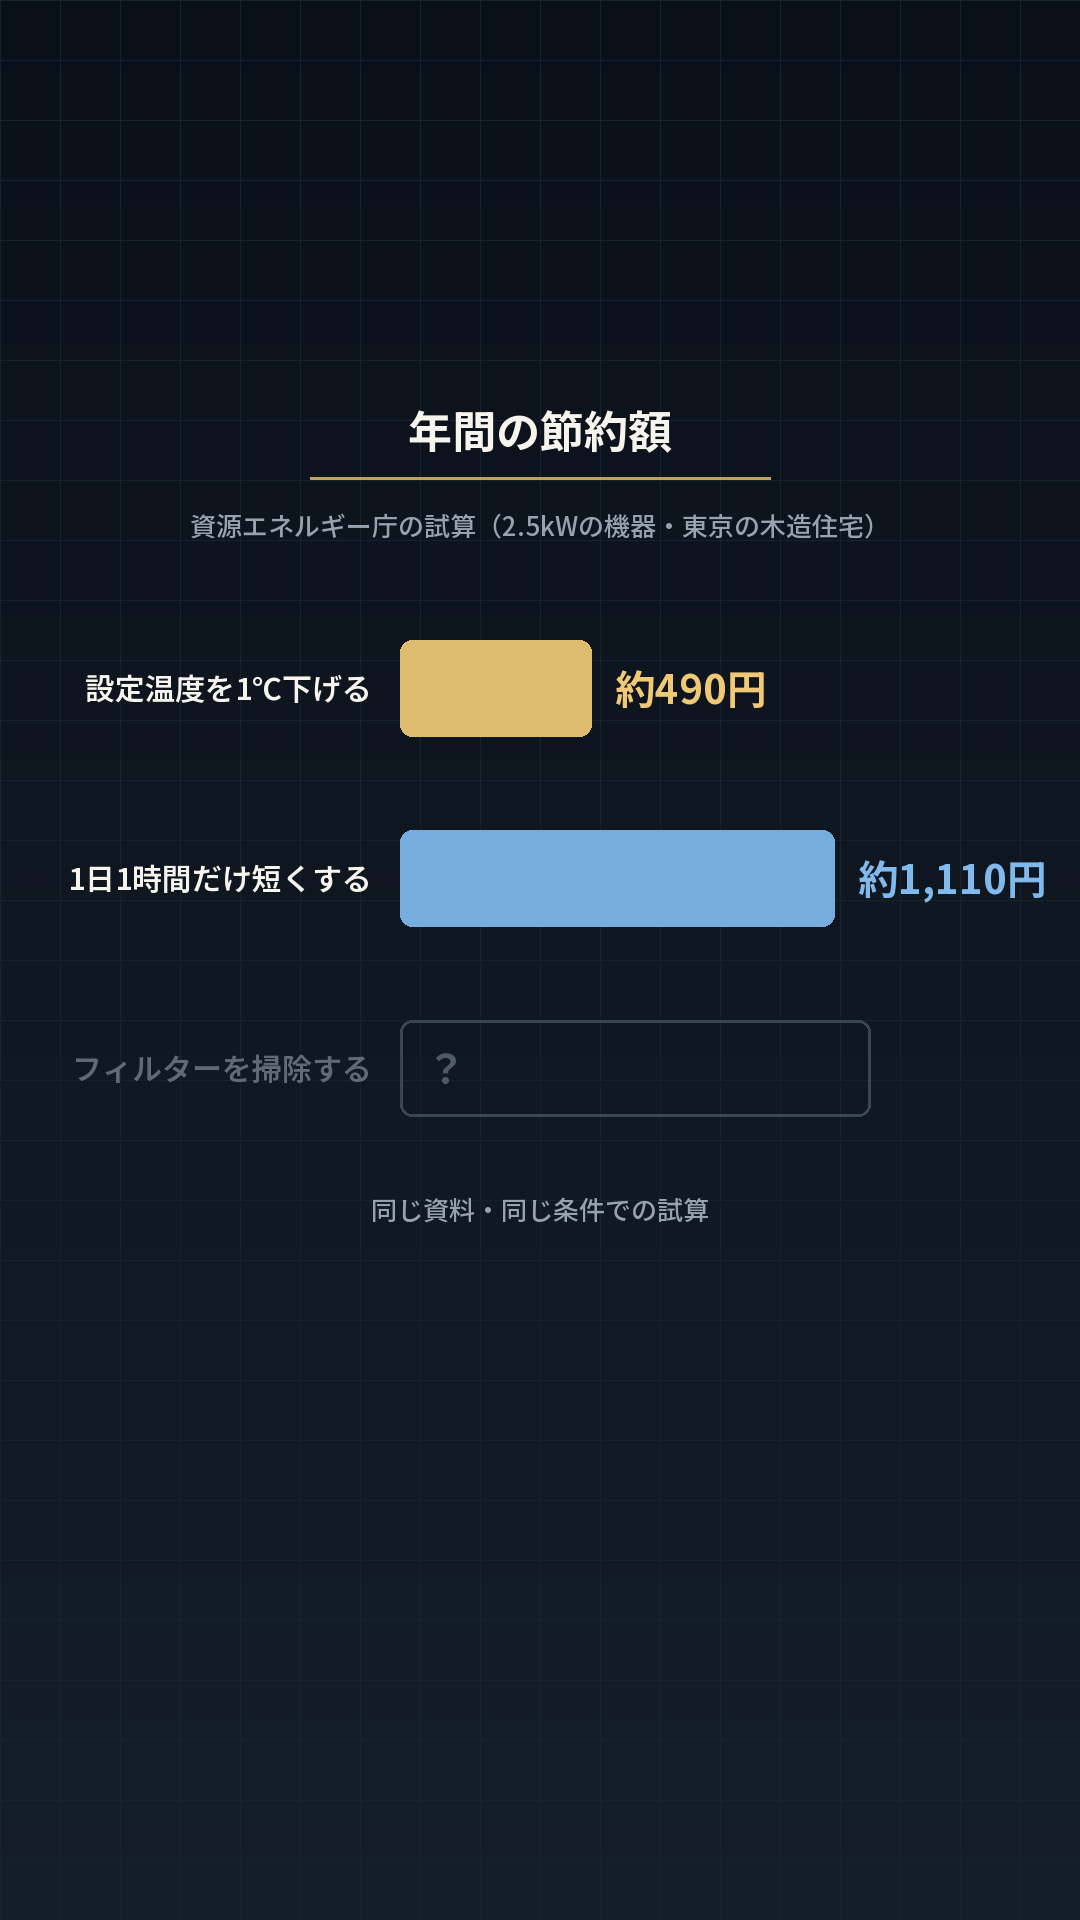 年間の節約額
資源エネルギー庁の試算（2.5kWの機器・東京の木造住宅）
設定温度を1℃下げる 約490円
1日1時間だけ短くする 約1,110円
フィルターを掃除する ？
同じ資料・同じ条件での試算